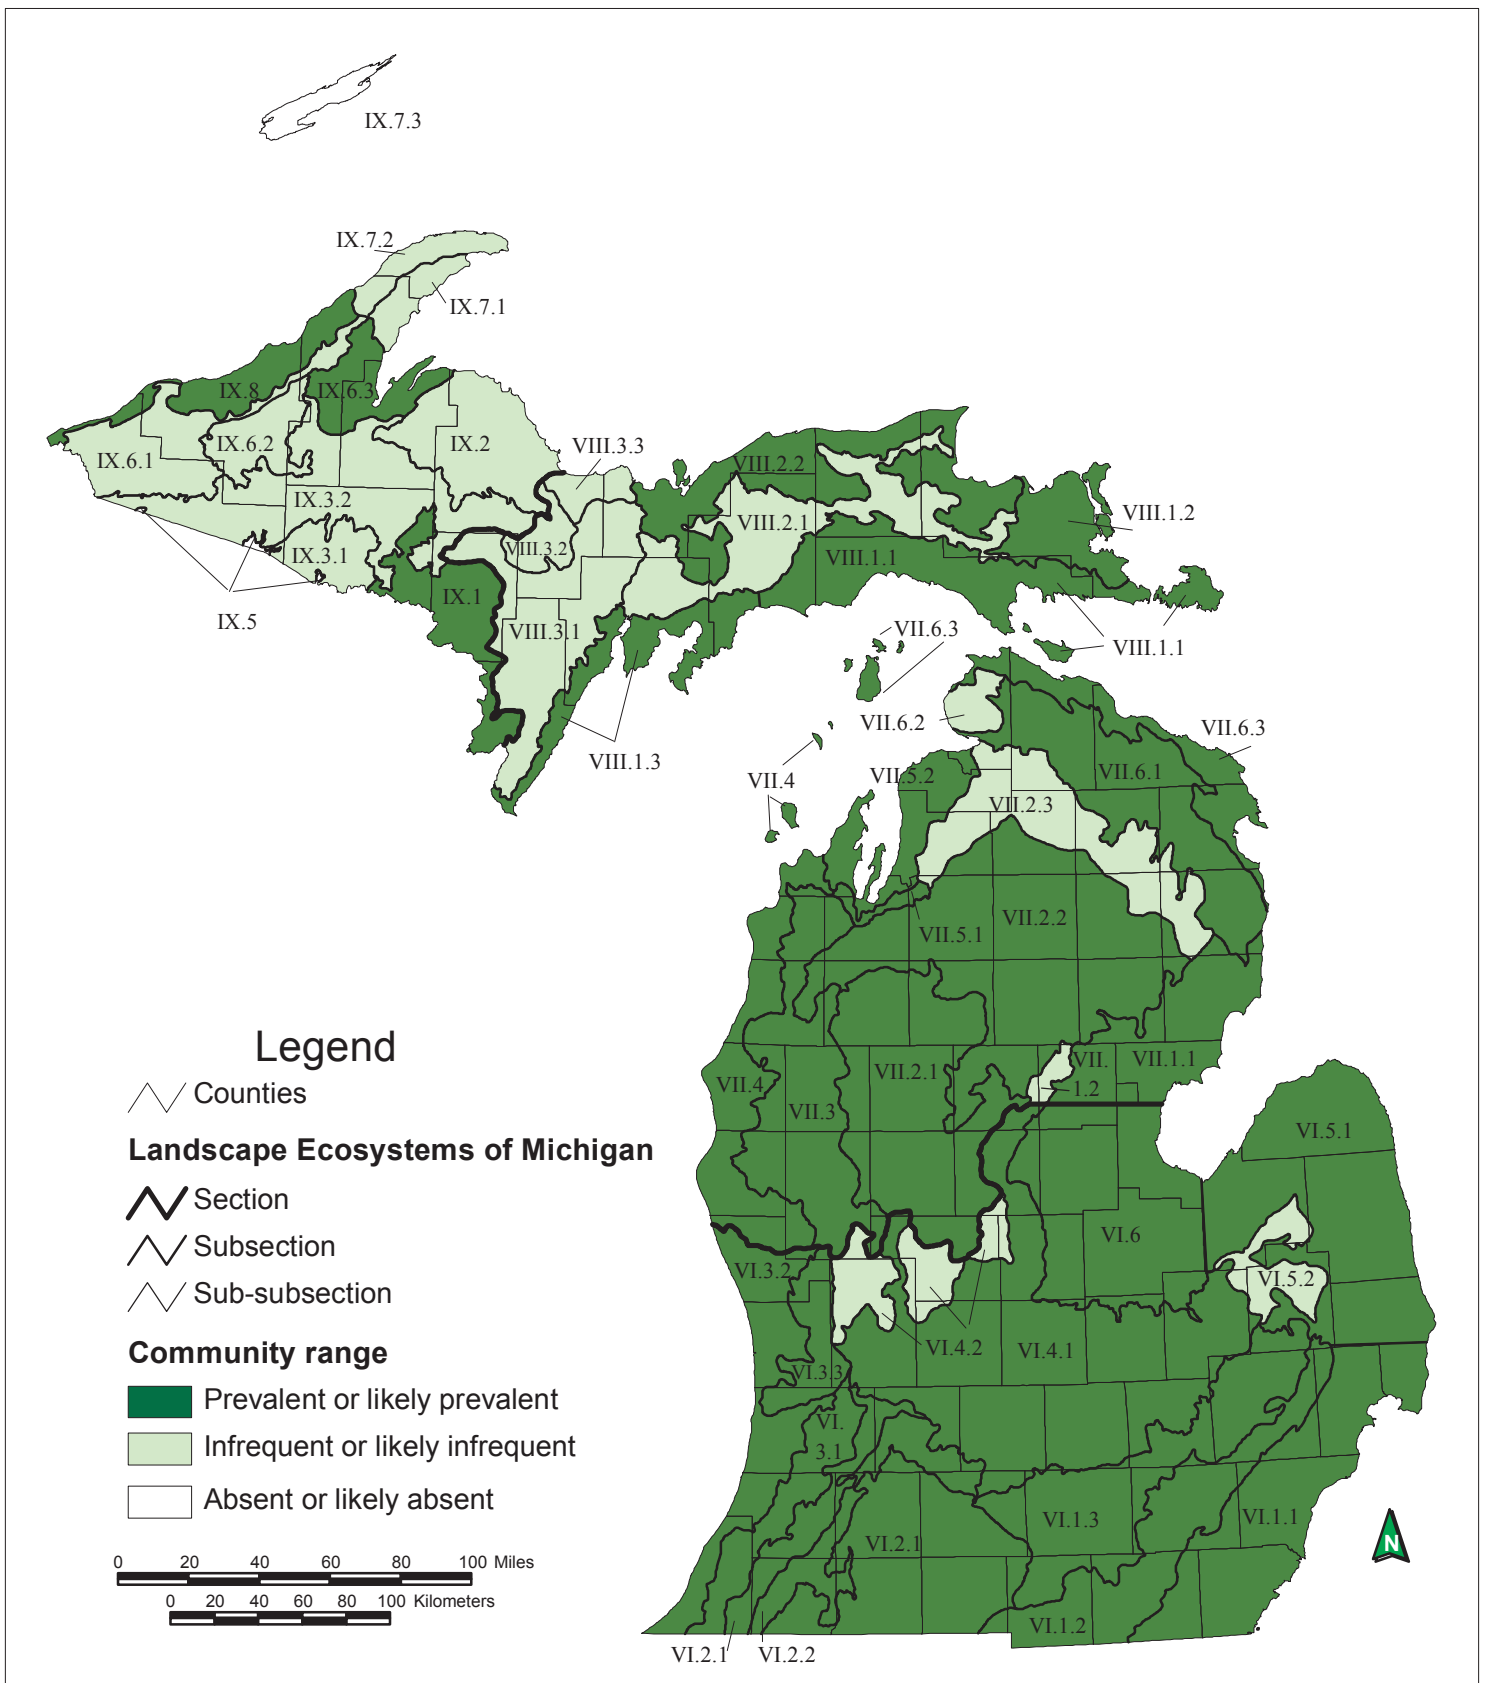 IX.7.3
IX.7.2
IX.7.1
IX.8
IX.6.3
IX.6.2
IX.2
VIII.3.3
IX.6.1
VIII.2.2
IX.3.2
VIII.2.1
VIII.1.2
IX.3.1
VIII.3.2
VIII.1.1
IX.1
IX.5
VIII.3.1
VII.6.3
VIII.1.1
VII.6.2
VII.6.3
VIII.1.3
VII.4
VII.5.2
VII.6.1
VII.2.3
VII.5.1
VII.2.2
VII.4
VII.3
VII.2.1
VII.
1.2
VII.1.1
VI.5.1
VI.6
VI.3.2
VI.5.2
VI.4.2
VI.4.1
VI.3.3
VI.
3.1
VI.2.1
VI.1.3
VI.1.1
VI.1.2
VI.2.1
VI.2.2
Legend
Counties
Landscape Ecosystems of Michigan
Section
Subsection
Sub-subsection
Community range
Prevalent or likely prevalent
Infrequent or likely infrequent
Absent or likely absent
0 20 40 60 80 100 Miles
0 20 40 60 80 100 Kilometers
N